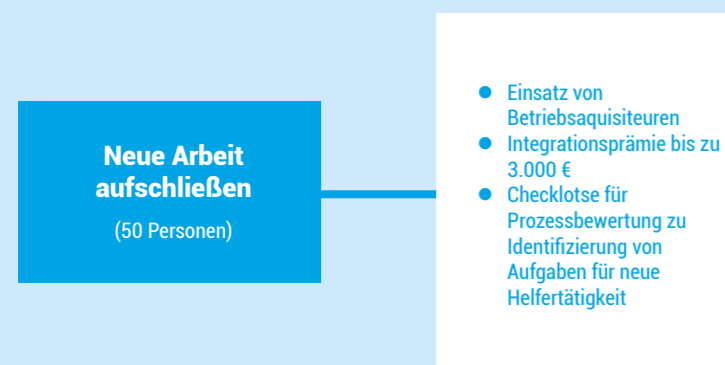 Neue Arbeit
aufschließen
(50 Personen)
● Einsatz von
Betriebsaquisiteuren
● Integrationsprämie bis zu
3.000 €
● Checklotse für
Prozessbewertung zu
Identifizierung von
Aufgaben für neue
Helfertätigkeit